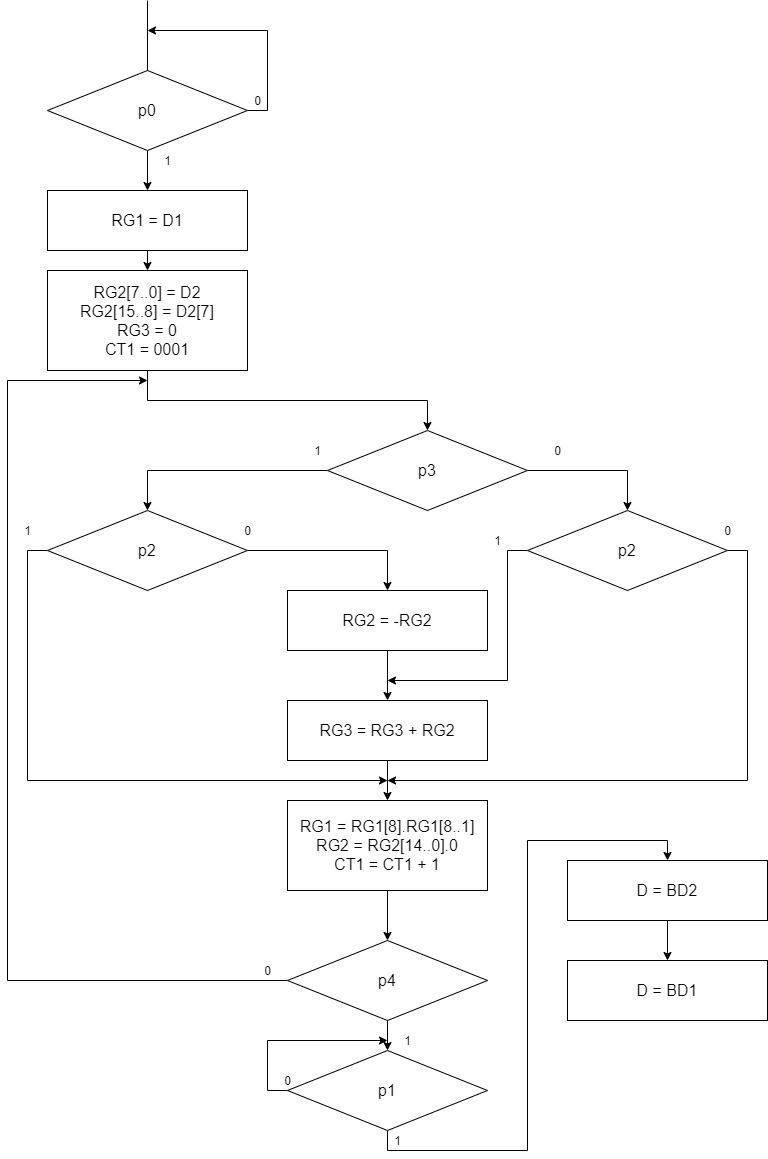 p0
0
1
RG1 = D1
RG2[7..0] = D2
RG2[15..8] = D2[7]
RG3 = 0
CT1 = 0001
1
p3
0
1
p2
0
1
p2
0
RG2 = -RG2
RG3 = RG3 + RG2
RG1 = RG1[8].RG1[8..1]
RG2 = RG2[14..0].0
CT1 = CT1 + 1
D = BD2
0
p4
D = BD1
1
0
p1
1